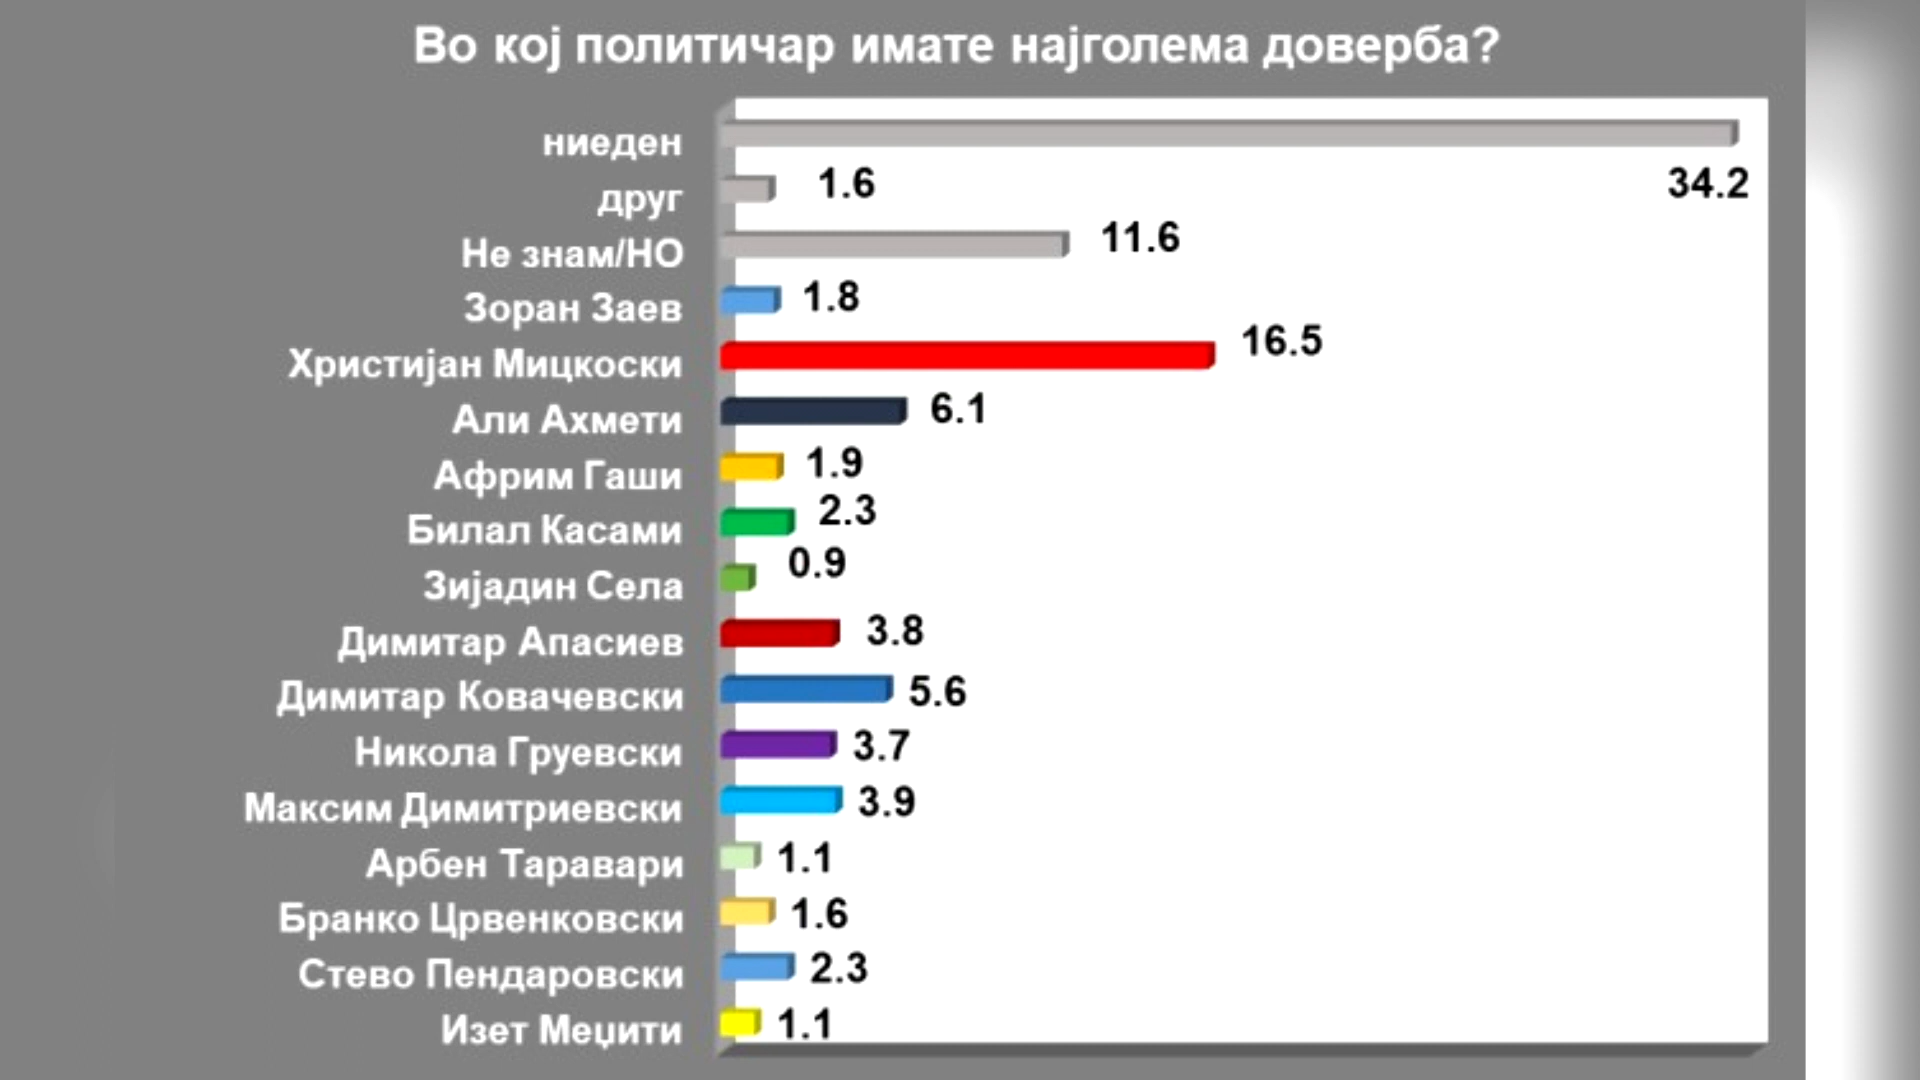 Во кој политичар имате најголема доверба?
ниеден 34.2
друг 1.6
Не знам/НО 11.6
Зоран Заев 1.8
Христијан Мицкоски 16.5
Али Ахмети 6.1
Африм Гаши 1.9
Билал Касами 2.3
Зијадин Села 0.9
Димитар Апасиев 3.8
Димитар Ковачевски 5.6
Никола Груевски 3.7
Максим Димитриевски 3.9
Арбен Таравари 1.1
Бранко Црвенковски 1.6
Стево Пендаровски 2.3
Изет Меџити 1.1